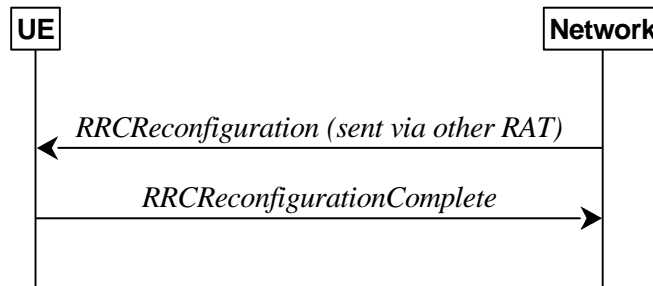 UE
Network
RRCReconfiguration (sent via other RAT)
RRCReconfigurationComplete